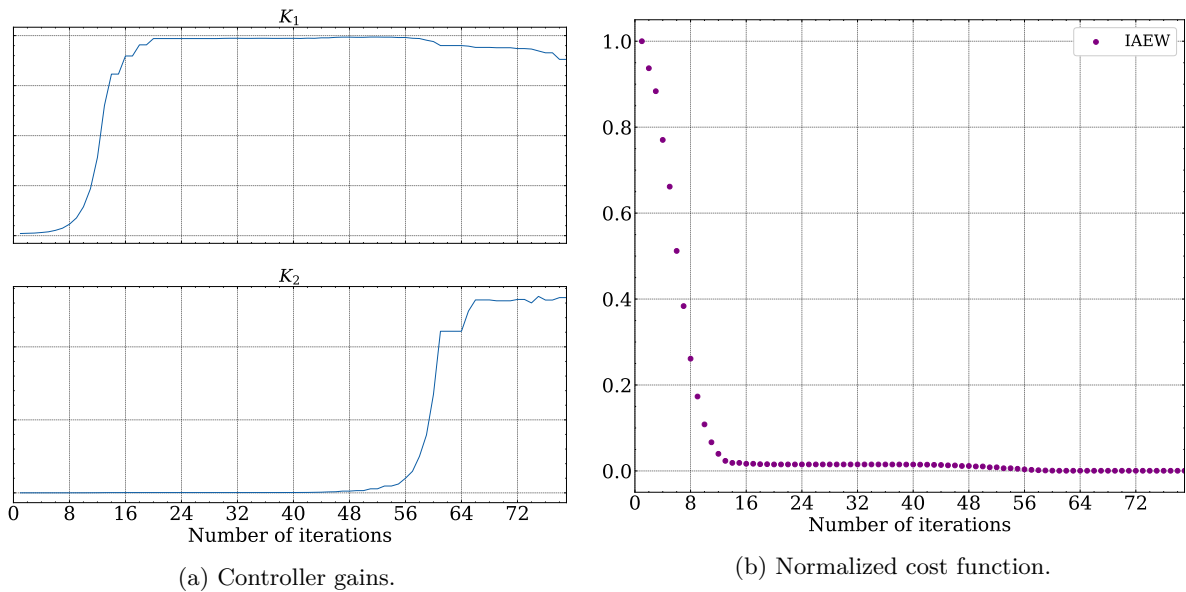 K1
K2
0 8 16 24 32 40 48 56 64 72
Number of iterations
(a) Controller gains.
IAEW
1.0
0.8
0.6
0.4
0.2
0.0
0 8 16 24 32 40 48 56 64 72
Number of iterations
(b) Normalized cost function.